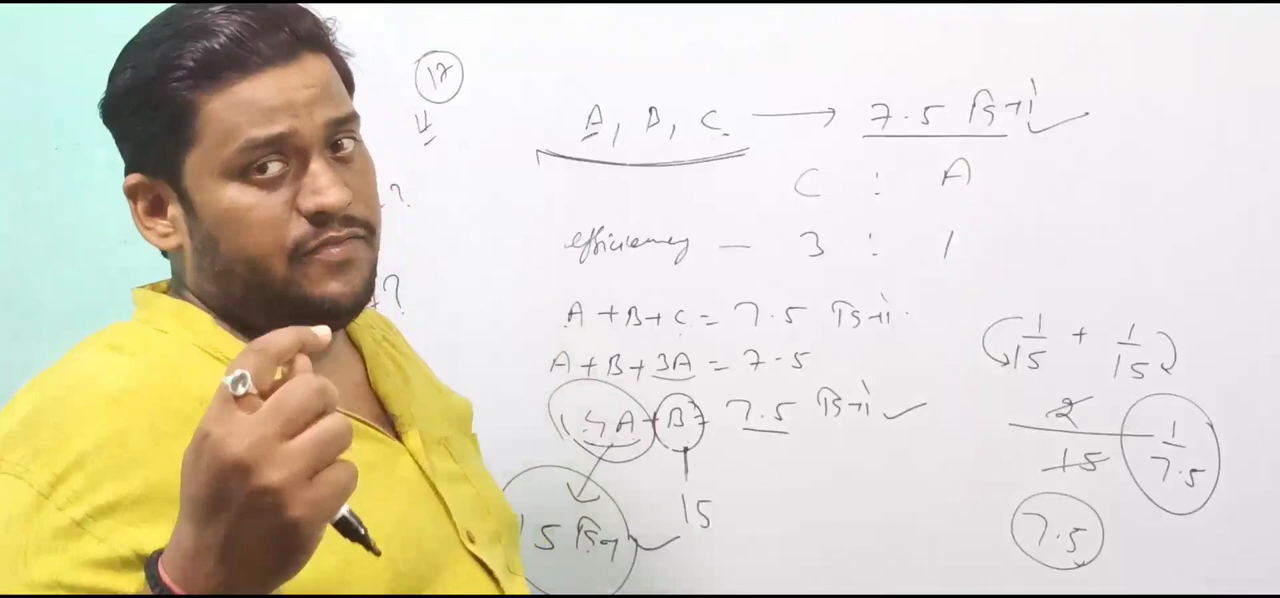 17
A, B, C → 7.5 দিন
C : A
efficiency — 3 : 1
A + B + C = 7.5 দিন
A + B + 3A = 7.5
4A + B = 7.5 দিন ✓
15
15 দিন ✓
1/15 + 1/15
2/15
1/7.5
7.5
?
?